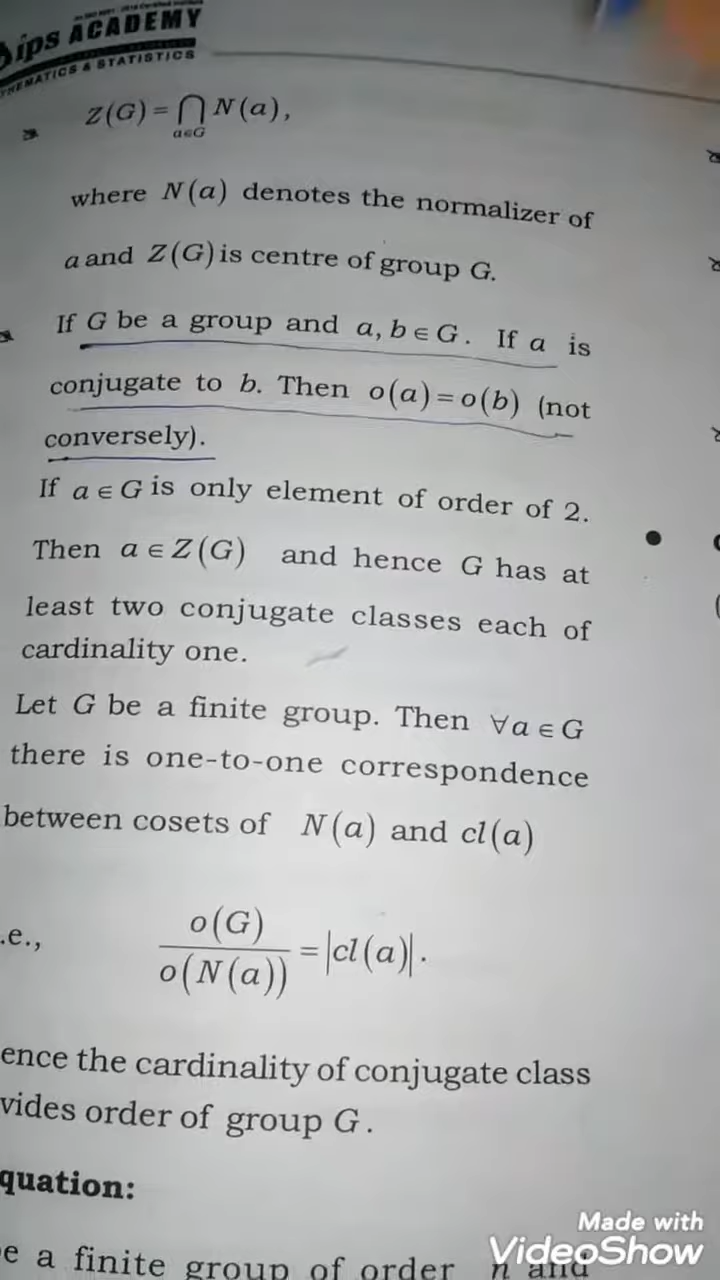 ips ACADEMY
THEMATICS & STATISTICS
Z(G) = ⋂ N(a),
a∈G
where N(a) denotes the normalizer of
a and Z(G) is centre of group G.
If G be a group and a, b ∈ G. If a is
conjugate to b. Then o(a) = o(b) (not
conversely).
If a ∈ G is only element of order of 2.
Then a ∈ Z(G) and hence G has at
least two conjugate classes each of
cardinality one.
Let G be a finite group. Then ∀a ∈ G
there is one-to-one correspondence
between cosets of N(a) and cl(a)
.e., o(G)
o(N(a)) = |cl(a)|.
ence the cardinality of conjugate class
vides order of group G.
quation:
e a finite group of order n and
Made with
VideoShow